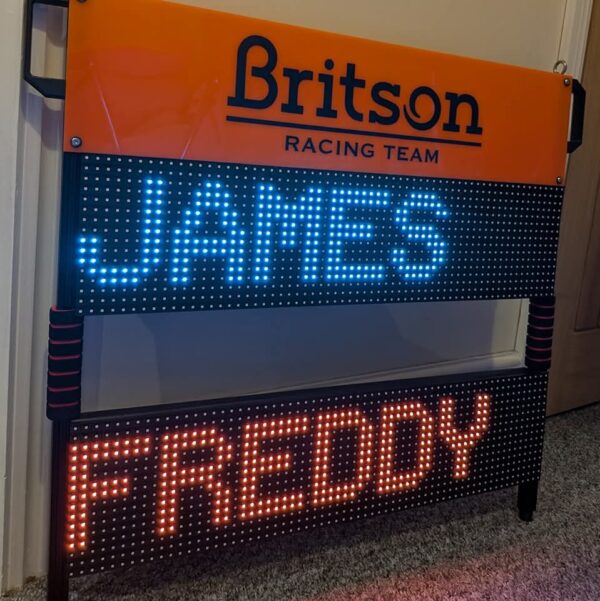 Britson
RACING TEAM
JAMES
FREDDY